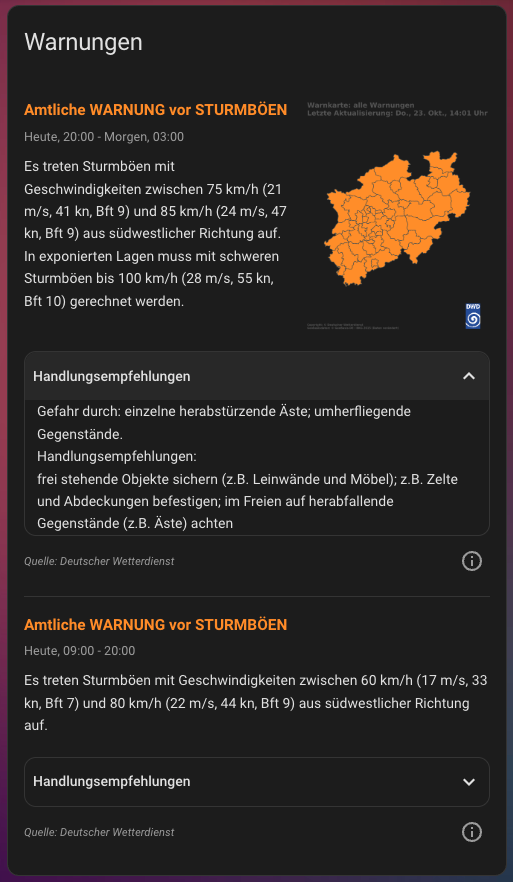 Warnungen
Amtliche WARNUNG vor STURMBÖEN
Heute, 20:00 - Morgen, 03:00
Es treten Sturmböen mit
Geschwindigkeiten zwischen 75 km/h (21
m/s, 41 kn, Bft 9) und 85 km/h (24 m/s, 47
kn, Bft 9) aus südwestlicher Richtung auf.
In exponierten Lagen muss mit schweren
Sturmböen bis 100 km/h (28 m/s, 55 kn,
Bft 10) gerechnet werden.
Warnkarte: alle Warnungen
Letzte Aktualisierung: Do., 23. Okt., 14:01 Uhr
DWD
Handlungsempfehlungen
Gefahr durch: einzelne herabstürzende Äste; umherfliegende
Gegenstände.
Handlungsempfehlungen:
frei stehende Objekte sichern (z.B. Leinwände und Möbel); z.B. Zelte
und Abdeckungen befestigen; im Freien auf herabfallende
Gegenstände (z.B. Äste) achten
Quelle: Deutscher Wetterdienst
Amtliche WARNUNG vor STURMBÖEN
Heute, 09:00 - 20:00
Es treten Sturmböen mit Geschwindigkeiten zwischen 60 km/h (17 m/s, 33
kn, Bft 7) und 80 km/h (22 m/s, 44 kn, Bft 9) aus südwestlicher Richtung
auf.
Handlungsempfehlungen
Quelle: Deutscher Wetterdienst